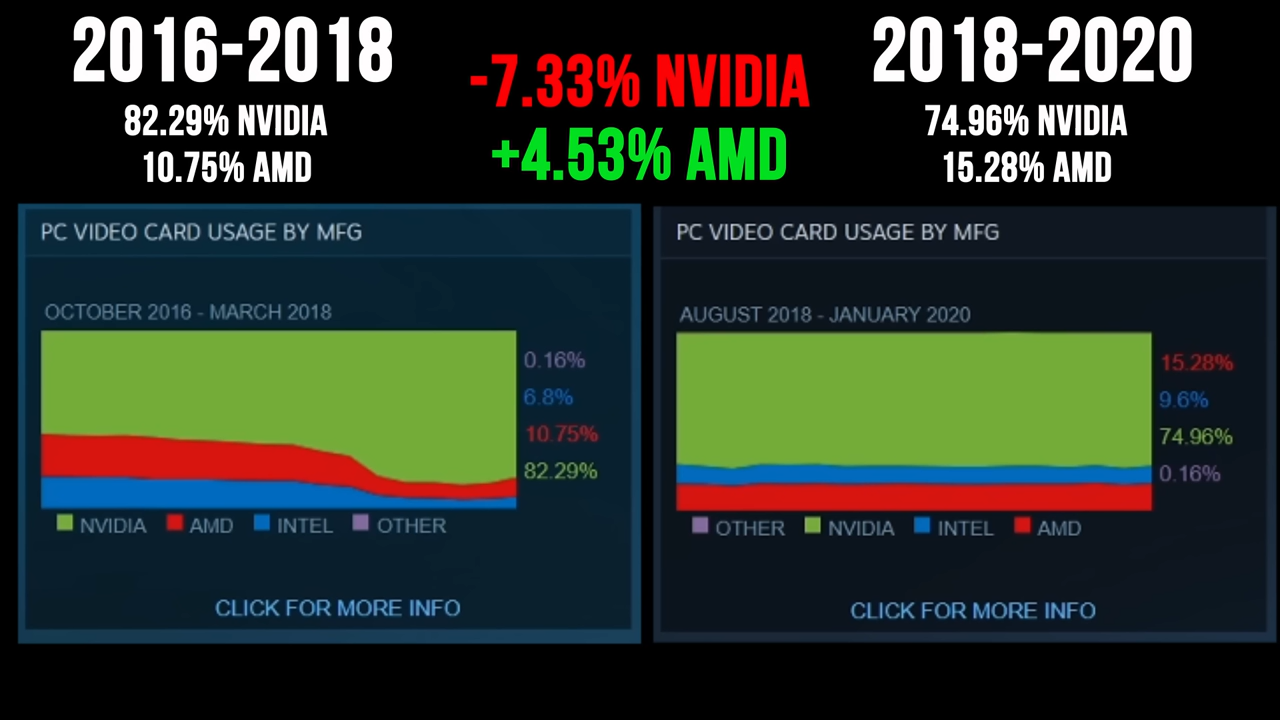 2016-2018
82.29% NVIDIA
10.75% AMD
-7.33% NVIDIA
+4.53% AMD
2018-2020
74.96% NVIDIA
15.28% AMD
PC VIDEO CARD USAGE BY MFG
OCTOBER 2016 - MARCH 2018
0.16%
6.8%
10.75%
82.29%
NVIDIA AMD INTEL OTHER
CLICK FOR MORE INFO
PC VIDEO CARD USAGE BY MFG
AUGUST 2018 - JANUARY 2020
15.28%
9.6%
74.96%
0.16%
OTHER NVIDIA INTEL AMD
CLICK FOR MORE INFO